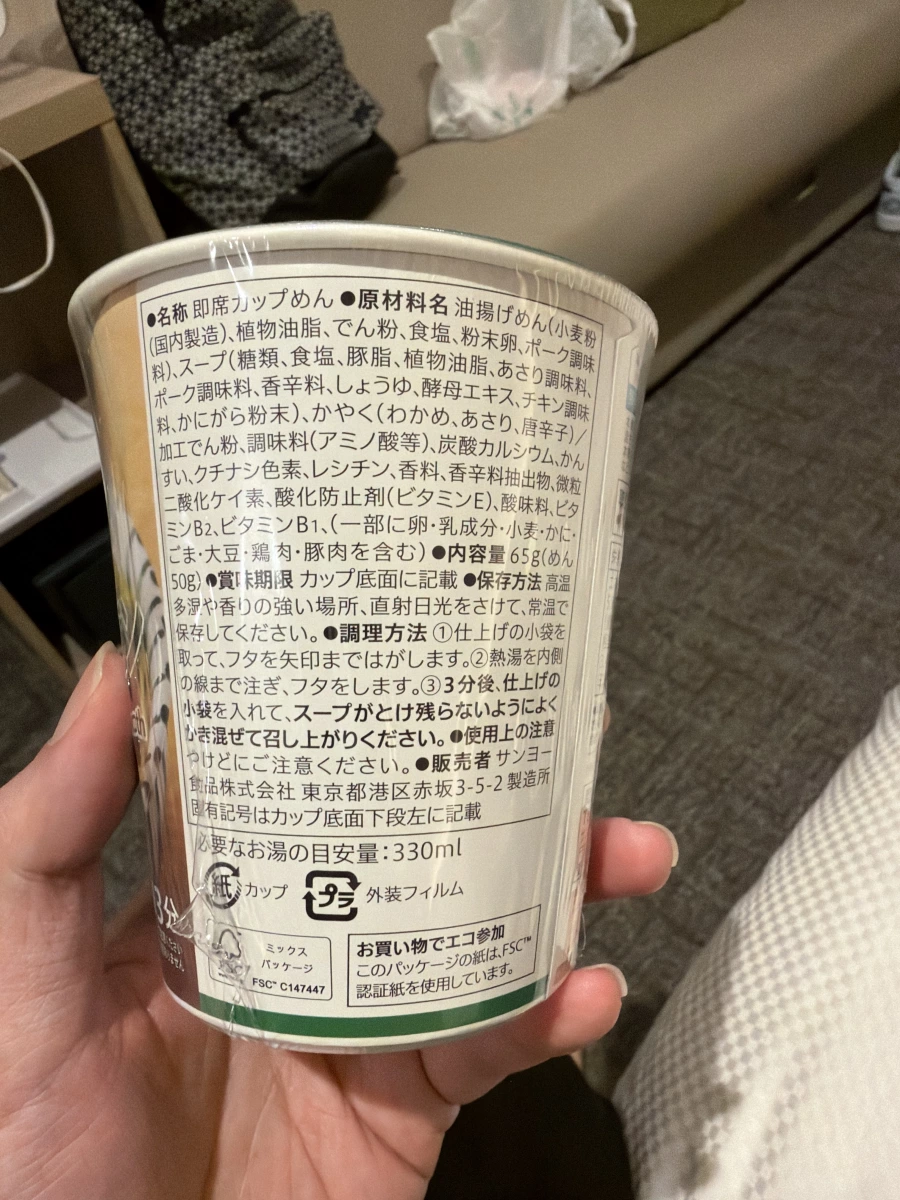 ●名称 即席カップめん ●原材料名 油揚げめん(小麦粉
(国内製造)、植物油脂、でん粉、食塩、粉末卵、ポーク調味
料)、スープ(糖類、食塩、豚脂、植物油脂、あさり調味料、
ポーク調味料、香辛料、しょうゆ、酵母エキス、チキン調味
料、かにがら粉末)、かやく(わかめ、あさり、唐辛子)/
加工でん粉、調味料(アミノ酸等)、炭酸カルシウム、かん
すい、クチナシ色素、レシチン、香料、香辛料抽出物、微粒
二酸化ケイ素、酸化防止剤(ビタミンE)、酸味料、ビタ
ミンB2、ビタミンB1、(一部に卵・乳成分・小麦・かに・
ごま・大豆・鶏肉・豚肉を含む) ●内容量 65g(めん
50g) ●賞味期限 カップ底面に記載 ●保存方法 高温
多湿や香りの強い場所、直射日光をさけて、常温で
保存してください。●調理方法 ①仕上げの小袋を
取って、フタを矢印まではがします。②熱湯を内側
の線まで注ぎ、フタをします。③3分後、仕上げの
小袋を入れて、スープがとけ残らないようによく
かき混ぜて召し上がりください。●使用上の注意
やけどにご注意ください。●販売者 サンヨー
食品株式会社 東京都港区赤坂3-5-2 製造所
固有記号はカップ底面下段左に記載
必要なお湯の目安量：330ml
紙 カップ プラ 外装フィルム
3分
ミックス
パッケージ
FSC™ C147447
お買い物でエコ参加
このパッケージの紙は、FSC™
認証紙を使用しています。